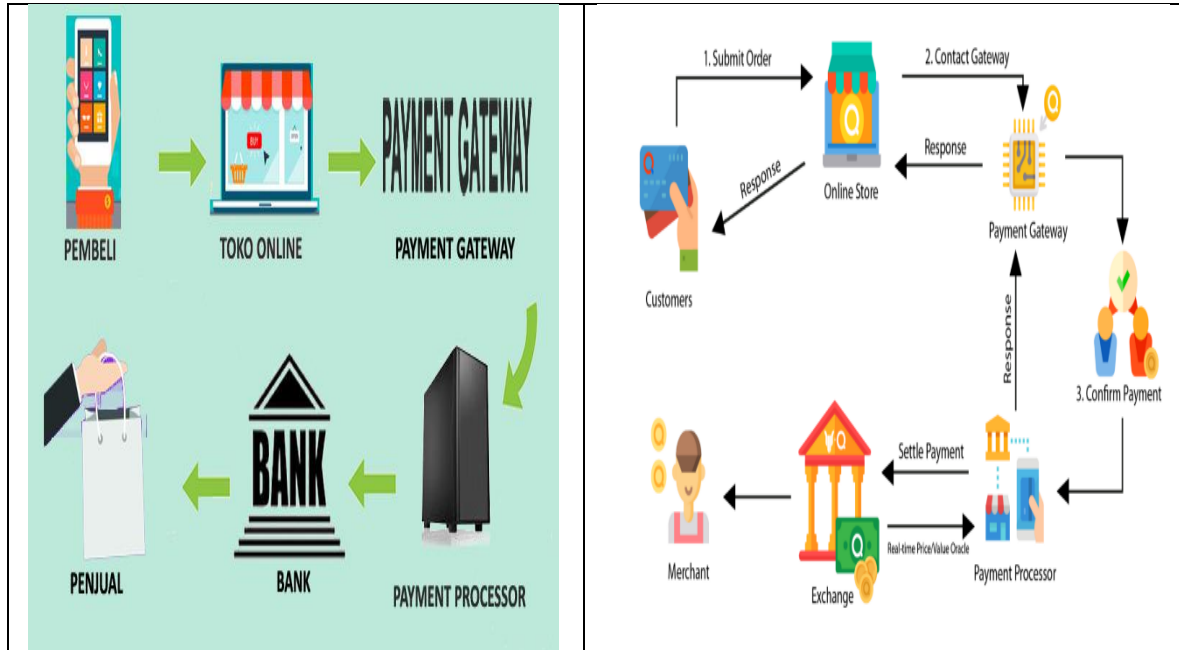 PEMBELI
TOKO ONLINE
PAYMENT GATEWAY
PAYMENT GATEWAY
PENJUAL
BANK
BANK
PAYMENT PROCESSOR
1. Submit Order
2. Contact Gateway
Response
Response
Online Store
Payment Gateway
Customers
Response
3. Confirm Payment
Settle Payment
Real-time Price/Value Oracle
Merchant
Exchange
Payment Processor